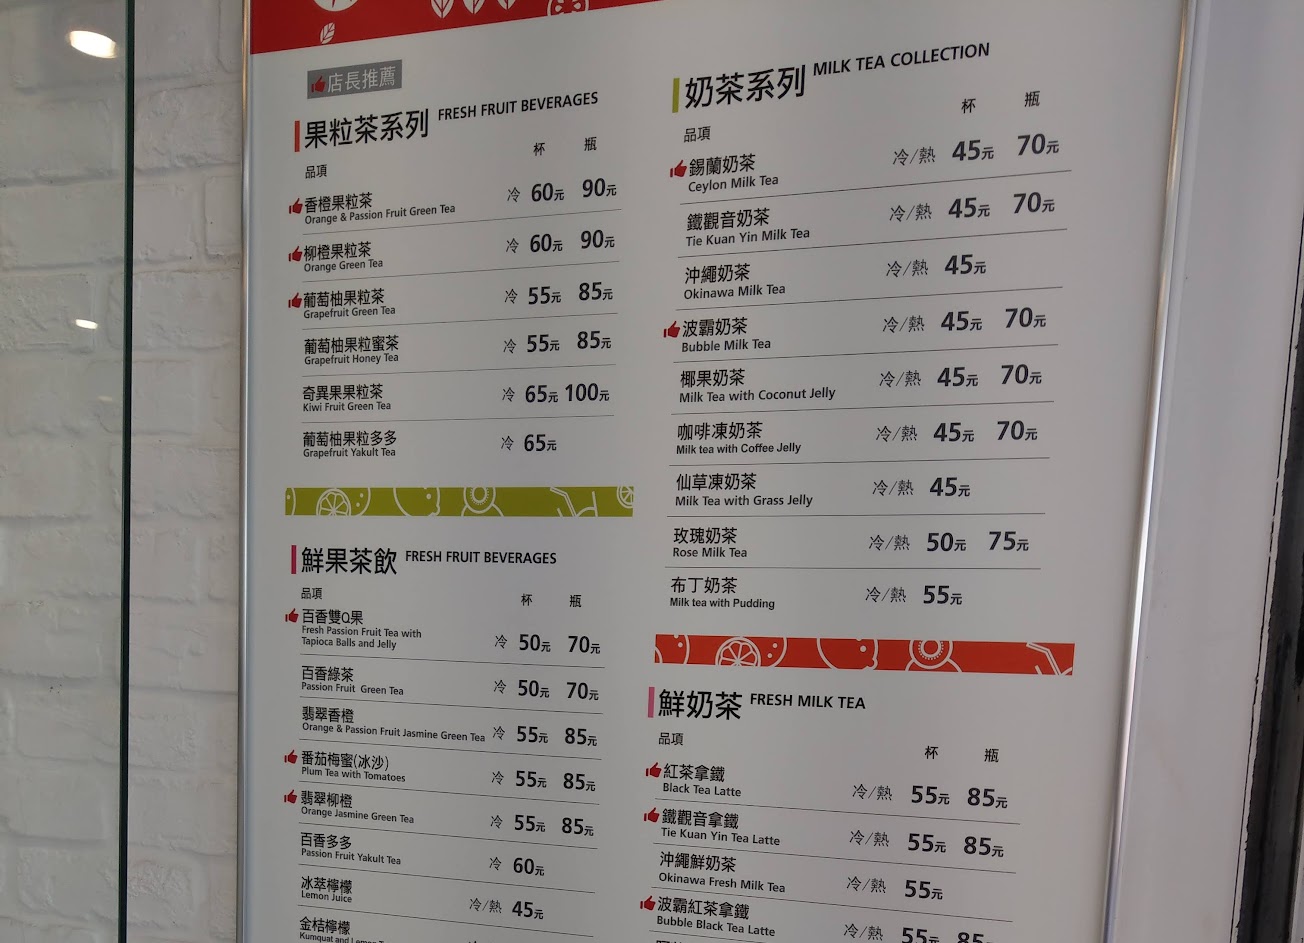 店長推薦
果粒茶系列 FRESH FRUIT BEVERAGES
品項 杯 瓶
香橙果粒茶 冷 60元 90元
Orange & Passion Fruit Green Tea
柳橙果粒茶 冷 60元 90元
Orange Green Tea
葡萄柚果粒茶 冷 55元 85元
Grapefruit Green Tea
葡萄柚果粒蜜茶 冷 55元 85元
Grapefruit Honey Tea
奇異果果粒茶 冷 65元 100元
Kiwi Fruit Green Tea
葡萄柚果粒多多 冷 65元
Grapefruit Yakult Tea
鮮果茶飲 FRESH FRUIT BEVERAGES
品項 杯 瓶
百香雙Q果
Fresh Passion Fruit Tea with
Tapioca Balls and Jelly 冷 50元 70元
百香綠茶 冷 50元 70元
Passion Fruit Green Tea
翡翠香橙
Orange & Passion Fruit Jasmine Green Tea 冷 55元 85元
番茄梅蜜(冰沙) 冷 55元 85元
Plum Tea with Tomatoes
翡翠柳橙 冷 55元 85元
Orange Jasmine Green Tea
百香多多 冷 60元
Passion Fruit Yakult Tea
冰萃檸檬 冷/熱 45元
Lemon Juice
金桔檸檬
Kumquat and Lemon
奶茶系列 MILK TEA COLLECTION
品項 杯 瓶
錫蘭奶茶 冷/熱 45元 70元
Ceylon Milk Tea
鐵觀音奶茶 冷/熱 45元 70元
Tie Kuan Yin Milk Tea
沖繩奶茶 冷/熱 45元
Okinawa Milk Tea
波霸奶茶 冷/熱 45元 70元
Bubble Milk Tea
椰果奶茶 冷/熱 45元 70元
Milk Tea with Coconut Jelly
咖啡凍奶茶 冷/熱 45元 70元
Milk tea with Coffee Jelly
仙草凍奶茶 冷/熱 45元
Milk Tea with Grass Jelly
玫瑰奶茶 冷/熱 50元 75元
Rose Milk Tea
布丁奶茶 冷/熱 55元
Milk tea with Pudding
鮮奶茶 FRESH MILK TEA
品項 杯 瓶
紅茶拿鐵 冷/熱 55元 85元
Black Tea Latte
鐵觀音拿鐵 冷/熱 55元 85元
Tie Kuan Yin Tea Latte
沖繩鮮奶茶 冷/熱 55元
Okinawa Fresh Milk Tea
波霸紅茶拿鐵 冷/熱 55元 85元
Bubble Black Tea Latte